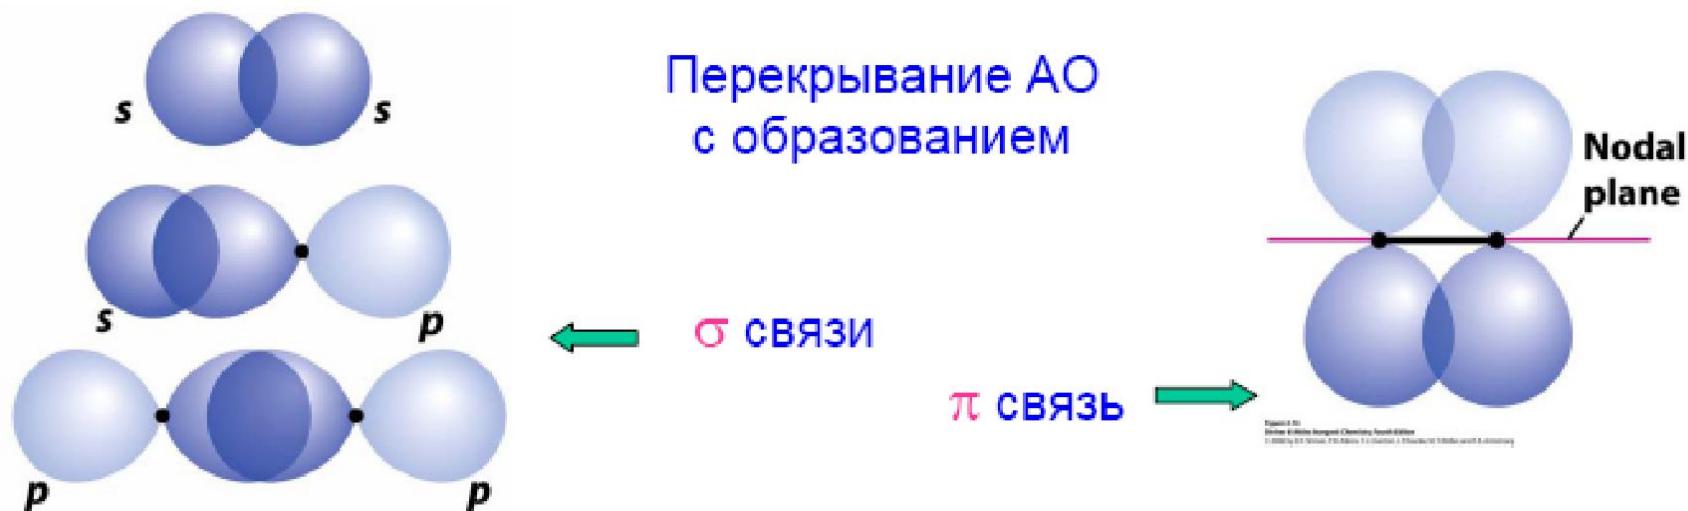 s
s
Перекрывание АО
с образованием
Nodal
plane
s
p
σ связи
π связь
p
p